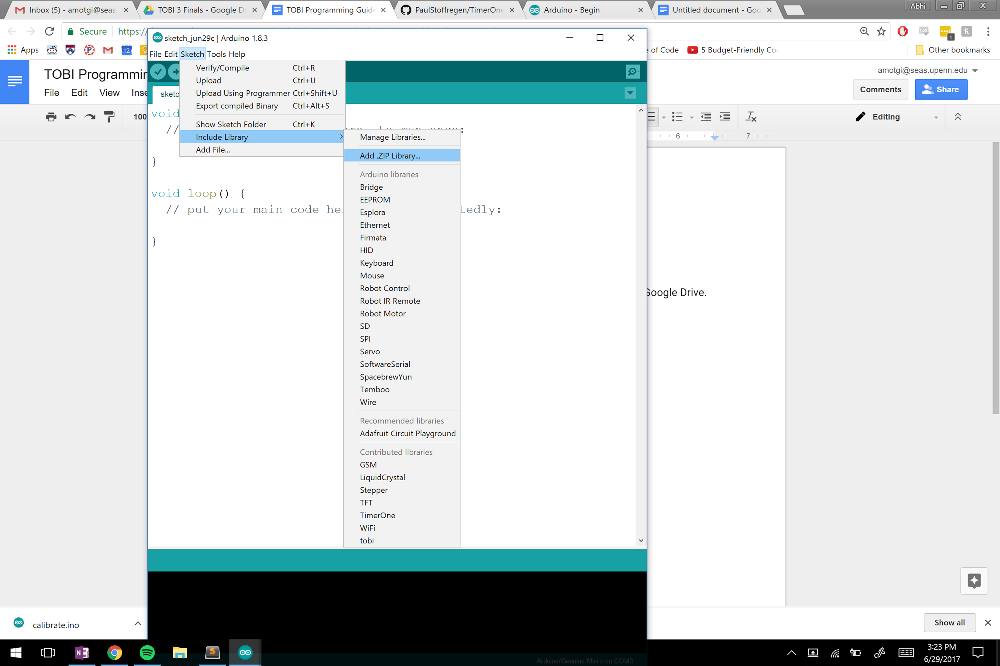 Inbox (5) - amotgi@seas.
TOBI 3 Finals - Google Dr
TOBI Programming Guide
PaulStoffregen/TimerOne
Arduino - Begin
Untitled document - Goo
Abhi
Secure
https://
1
Apps
12
of Code
5 Budget-Friendly Co
Other bookmarks
sketch_jun29c | Arduino 1.8.3
File Edit Sketch Tools Help
TOBI Programmin
amotgi@seas.upenn.edu
File Edit View Inse
Comments
Share
100
Editing
6 7
Verify/Compile Ctrl+R
Upload Ctrl+U
Upload Using Programmer Ctrl+Shift+U
Export compiled Binary Ctrl+Alt+S
Show Sketch Folder Ctrl+K
Include Library
Add File...
sketc
void
//
to run once:
}
void loop() {
// put your main code he
tedly:
}
Manage Libraries...
Add .ZIP Library...
Arduino libraries
Bridge
EEPROM
Esplora
Ethernet
Firmata
HID
Keyboard
Mouse
Robot Control
Robot IR Remote
Robot Motor
SD
SPI
Servo
SoftwareSerial
SpacebrewYun
Temboo
Wire
Recommended libraries
Adafruit Circuit Playground
Contributed libraries
GSM
LiquidCrystal
Stepper
TFT
TimerOne
WiFi
tobi
Google Drive.
calibrate.ino
Show all
Arduino/Genuino Micro on COM3
3:23 PM
6/29/2017